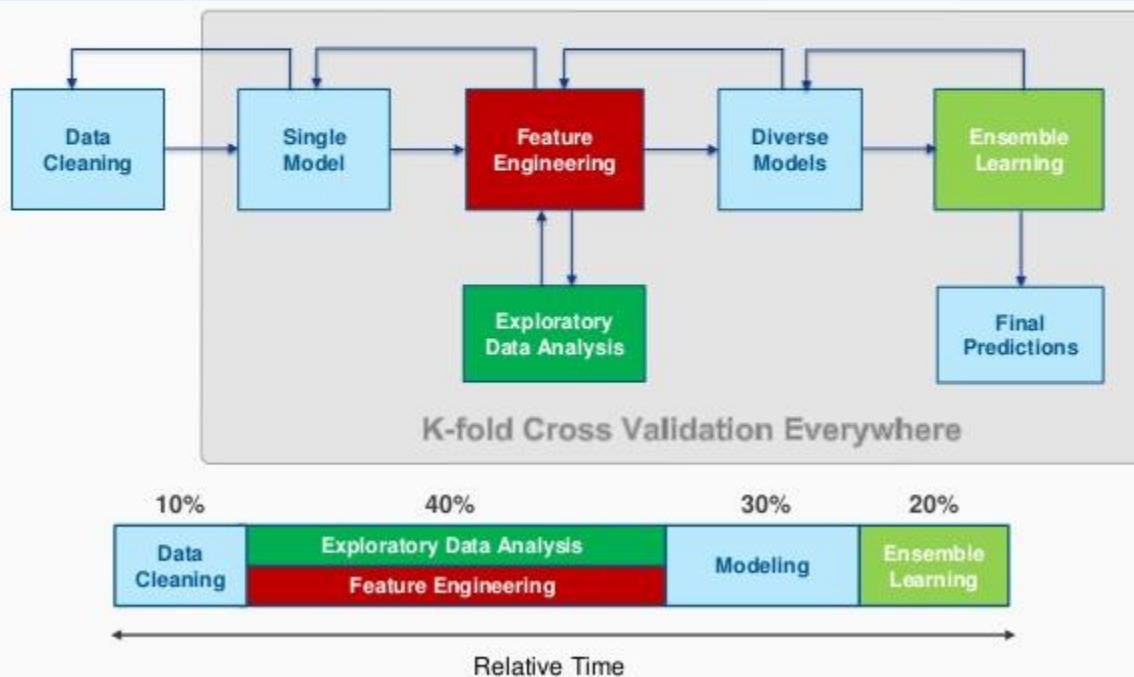 Data
Cleaning
Single
Model
Feature
Engineering
Diverse
Models
Ensemble
Learning
Exploratory
Data Analysis
Final
Predictions
K-fold Cross Validation Everywhere
10%
40%
30%
20%
Data
Cleaning
Exploratory Data Analysis
Feature Engineering
Modeling
Ensemble
Learning
Relative Time